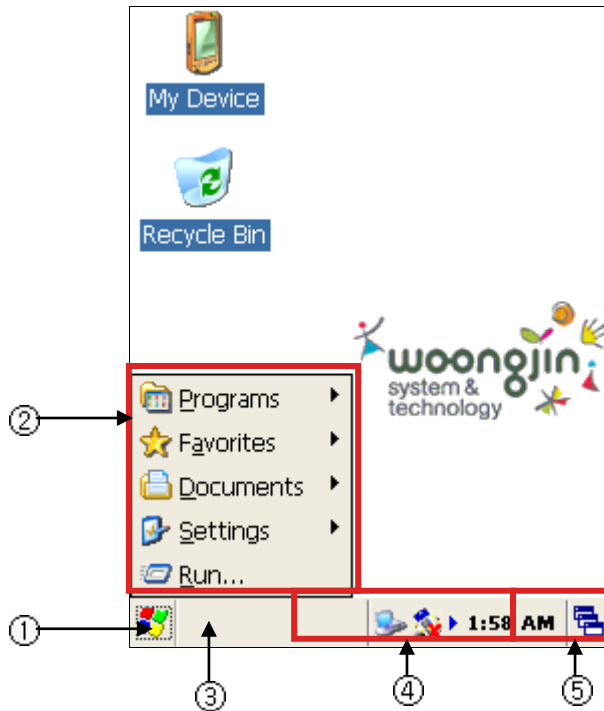 My Device
Recycle Bin
woongjin
system &
technology
② Programs
Favorites
Documents
Settings
Run...
① 1:58 AM
③ ④ ⑤